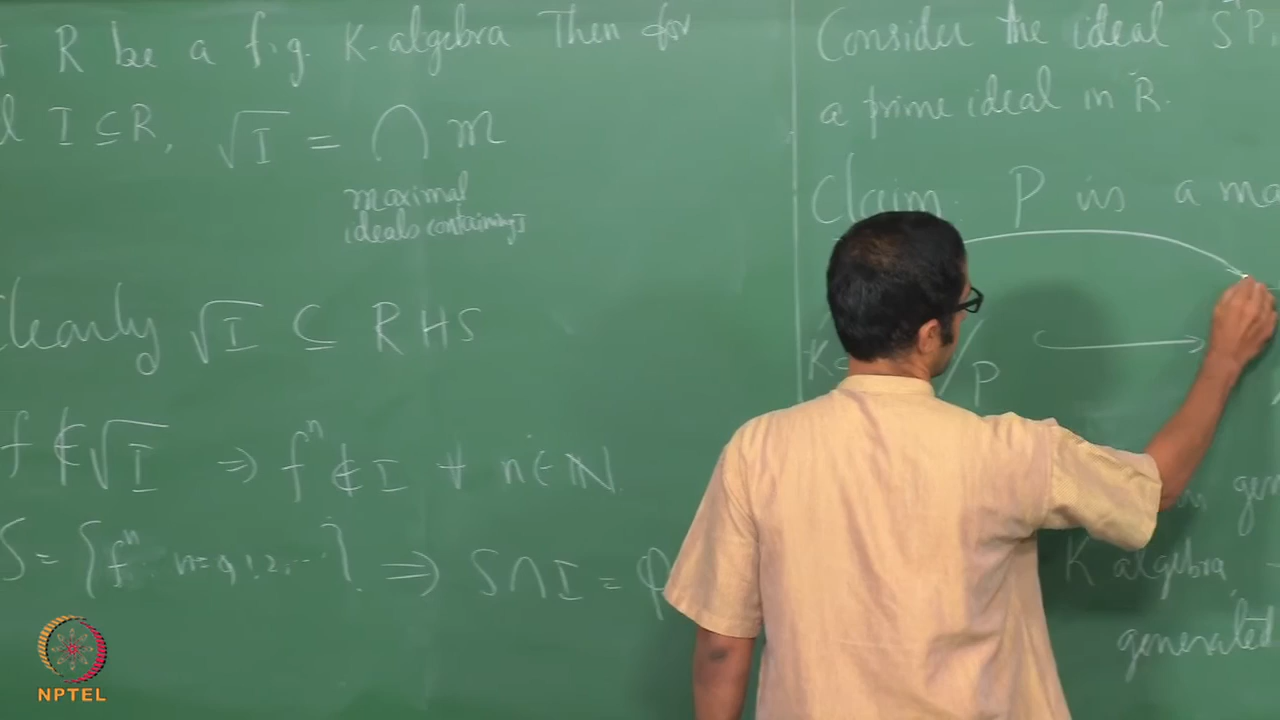 R be a f.g. K-algebra Then for
I ⊆ R, √I = ∩ m
maximal
ideals containing I
Clearly √I ⊆ RHS
f ∉ √I ⇒ fⁿ ∉ I ∀ n ∈ ℕ.
S = {fⁿ : n = 0, 1, 2, ...}. ⇒ S ∩ I = φ
Consider the ideal S⁻¹P
a prime ideal in R.
Claim: P is a ma
K /P
gen
K algebra
generated
NPTEL